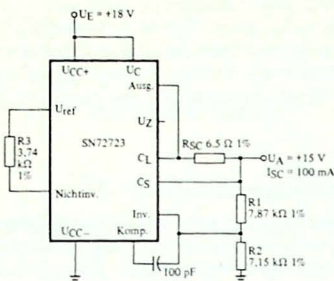 U_E = +18 V
U_CC+
U_C
Ausg.
U_ref
SN72723
U_Z
R_SC 6.5 Ω 1%
R3
3,74
kΩ
1%
C_L
U_A = +15 V
I_SC = 100 mA
C_S
Nichtinv.
R1
7,87 kΩ 1%
Inv.
U_CC−
Komp.
R2
7,15 kΩ 1%
100 pF